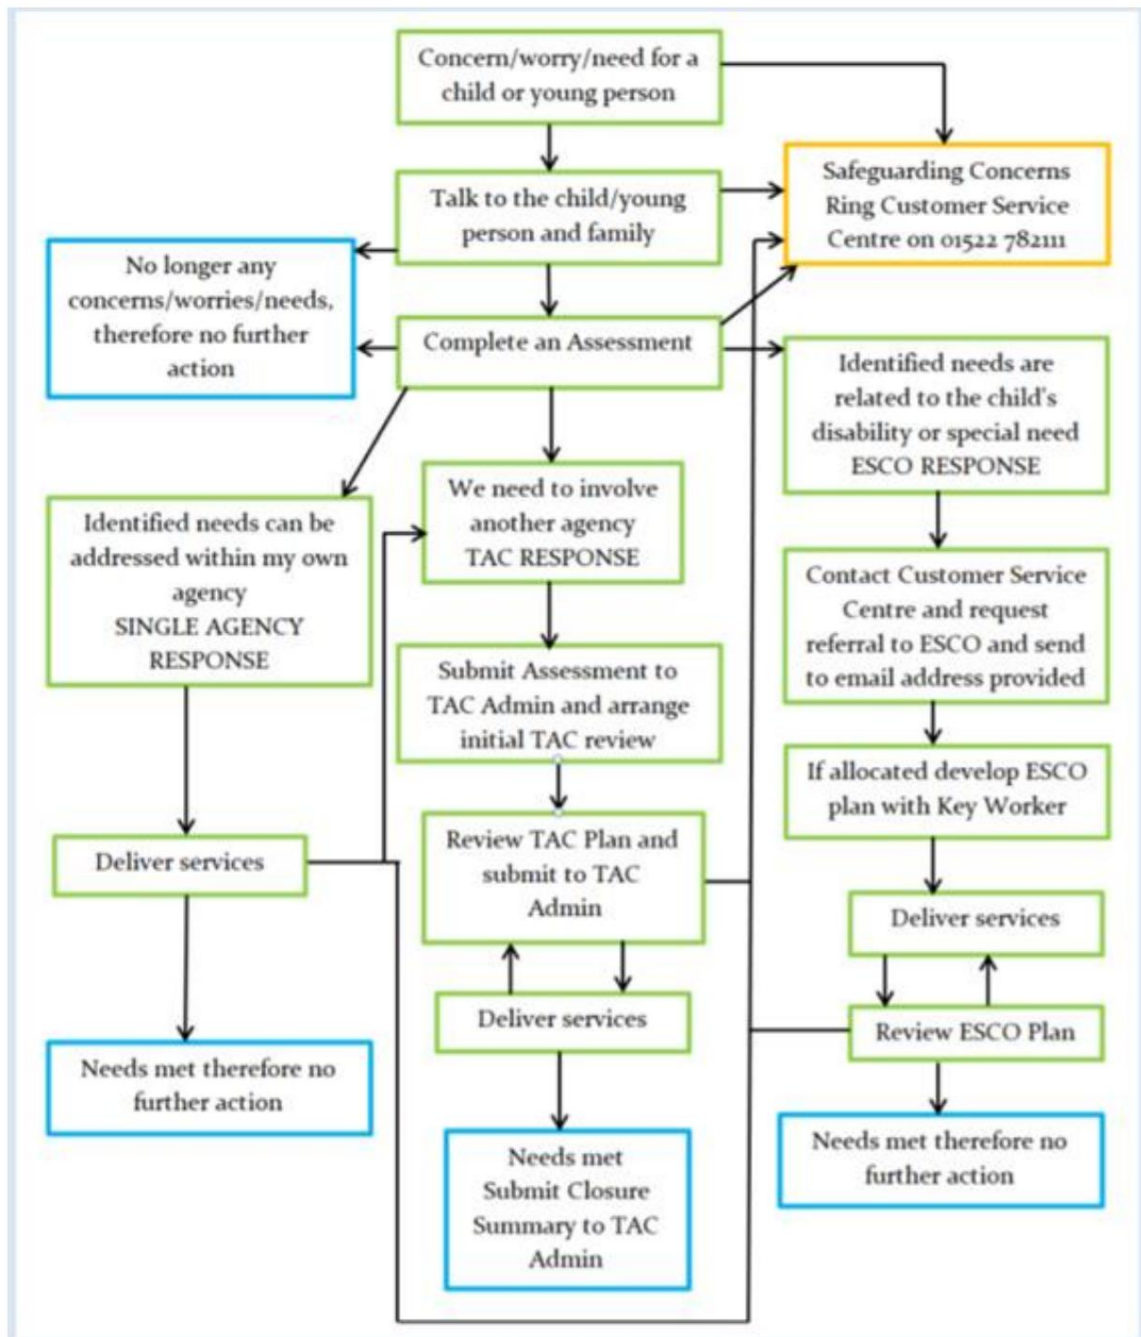 Concern/worry/need for a
child or young person
Safeguarding Concerns
Ring Customer Service
Centre on 01522 782111
Talk to the child/young
person and family
No longer any
concerns/worries/needs,
therefore no further
action
Complete an Assessment
Identified needs are
related to the child's
disability or special need
ESCO RESPONSE
We need to involve
another agency
TAC RESPONSE
Identified needs can be
addressed within my own
agency
SINGLE AGENCY
RESPONSE
Contact Customer Service
Centre and request
referral to ESCO and send
to email address provided
Submit Assessment to
TAC Admin and arrange
initial TAC review
If allocated develop ESCO
plan with Key Worker
Review TAC Plan and
submit to TAC
Admin
Deliver services
Deliver services
Deliver services
Review ESCO Plan
Needs met therefore no
further action
Needs met
Submit Closure
Summary to TAC
Admin
Needs met therefore no
further action